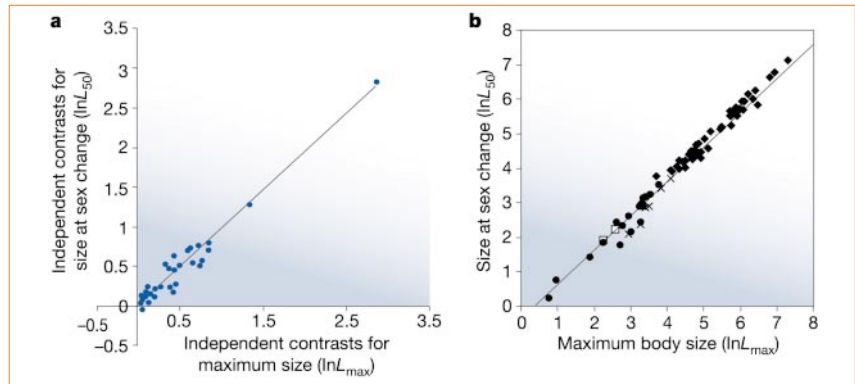 a
Independent contrasts for
size at sex change (lnL50)
3.5
3
2.5
2
1.5
1
0.5
0
−0.5
−0.5
0.5
1.5
2.5
3.5
Independent contrasts for
maximum size (lnLmax)
b
Size at sex change (lnL50)
8
7
6
5
4
3
2
1
0
0 1 2 3 4 5 6 7 8
Maximum body size (lnLmax)